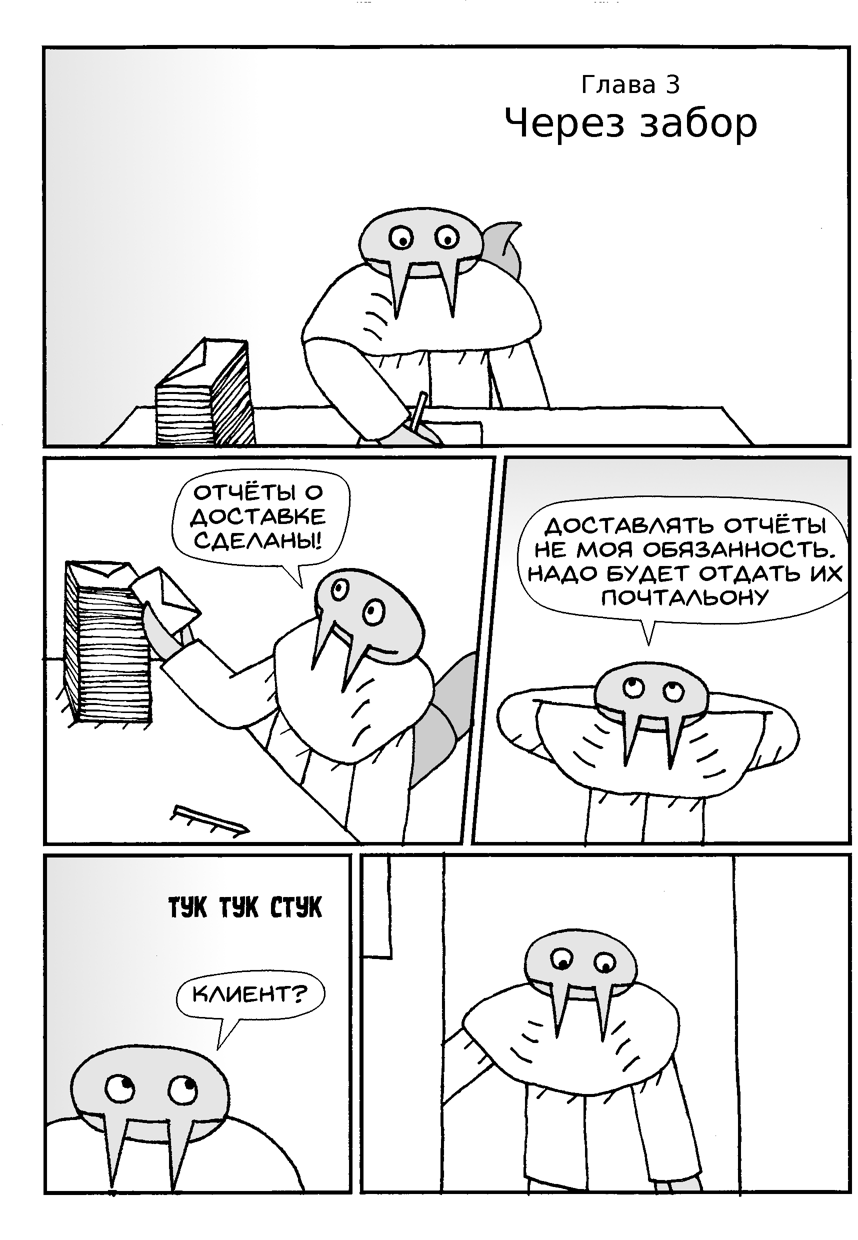 Глава 3
Через забор
ОТЧЁТЫ О
ДОСТАВКЕ
СДЕЛАНЫ!
ДОСТАВЛЯТЬ ОТЧЁТЫ
НЕ МОЯ ОБЯЗАННОСТЬ.
НАДО БУДЕТ ОТДАТЬ ИХ
ПОЧТАЛЬОНУ
ТУК ТУК СТУК
КЛИЕНТ?